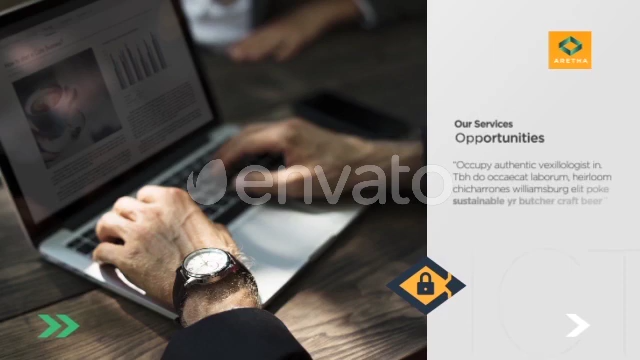 ARETHA
Our Services
Opportunities
"Occupy authentic vexillologist in.
Tbh do occaecat laborum, heirloom
chicharrones williamsburg elit poke
sustainable yr butcher craft beer
envato